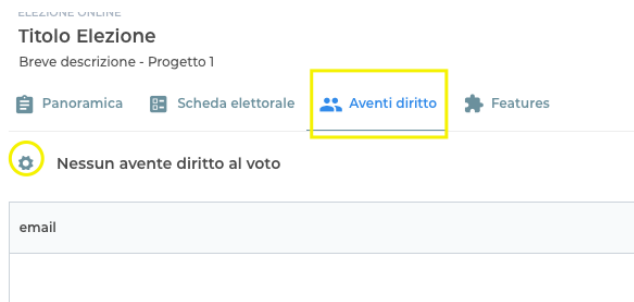 ELEZIONE ONLINE
Titolo Elezione
Breve descrizione - Progetto 1
Panoramica Scheda elettorale Aventi diritto Features
Nessun avente diritto al voto
email